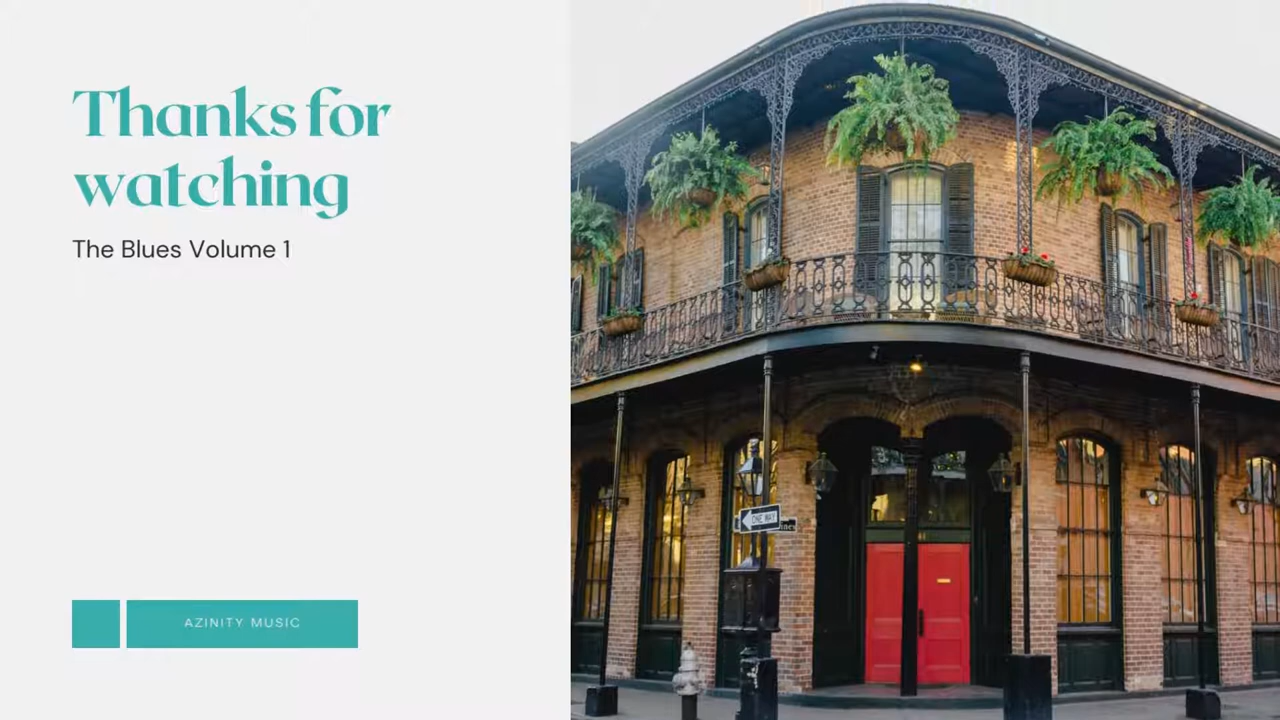 Thanks for
watching
The Blues Volume 1
AZINITY MUSIC
ONE WAY